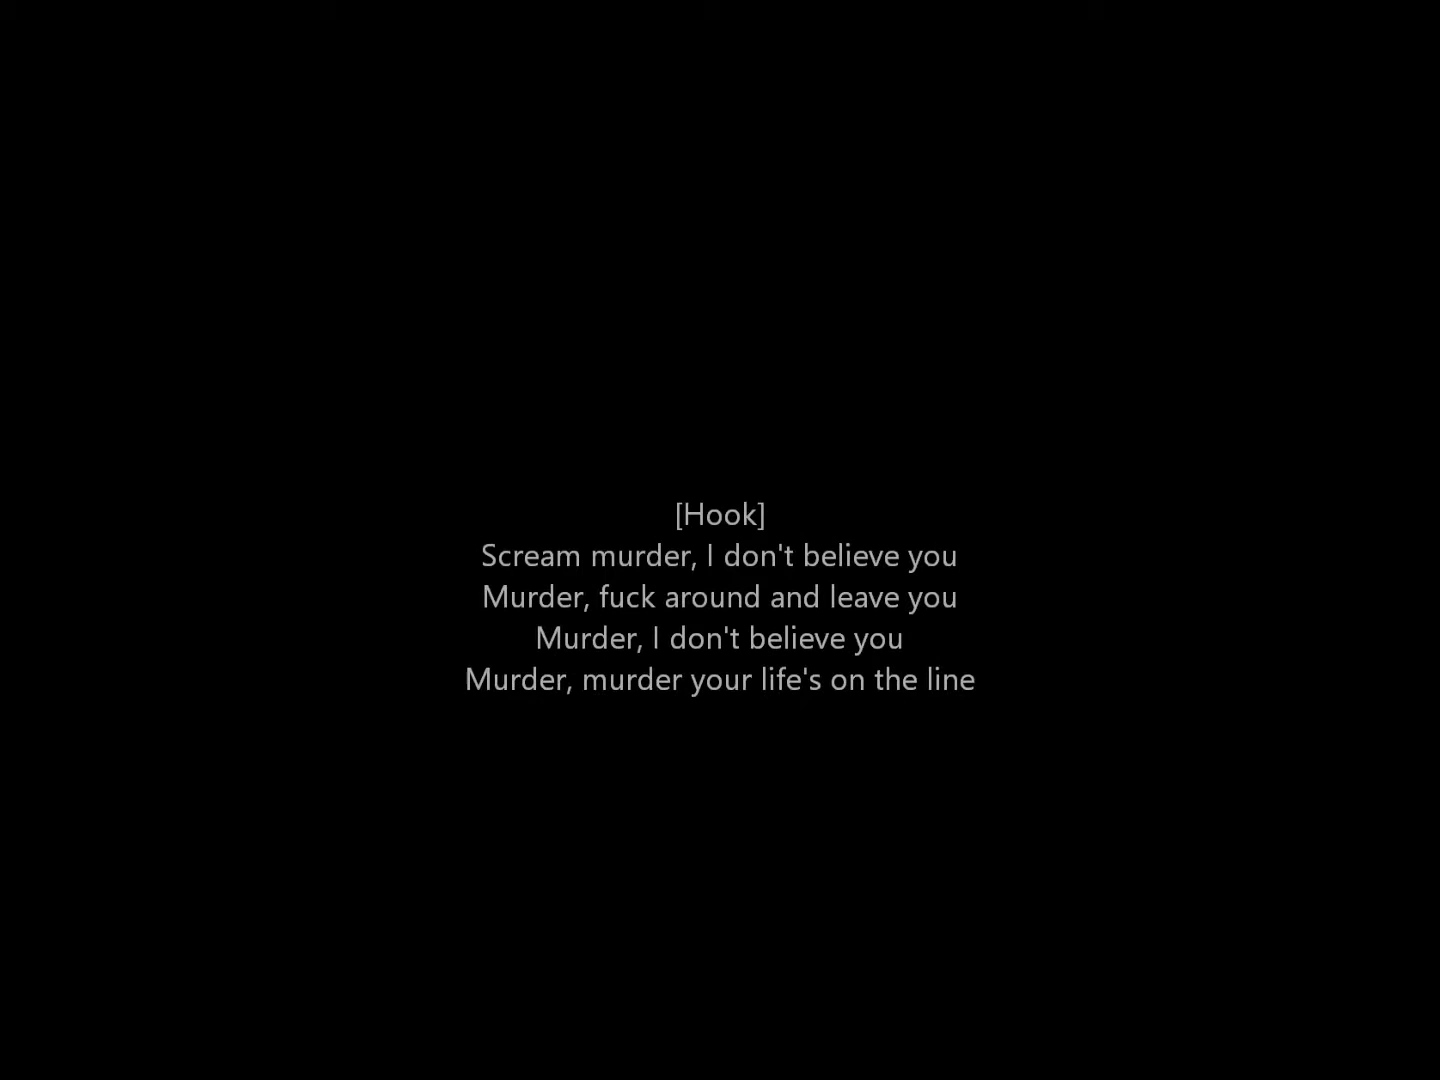 [Hook]
Scream murder, I don't believe you
Murder, fuck around and leave you
Murder, I don't believe you
Murder, murder your life's on the line